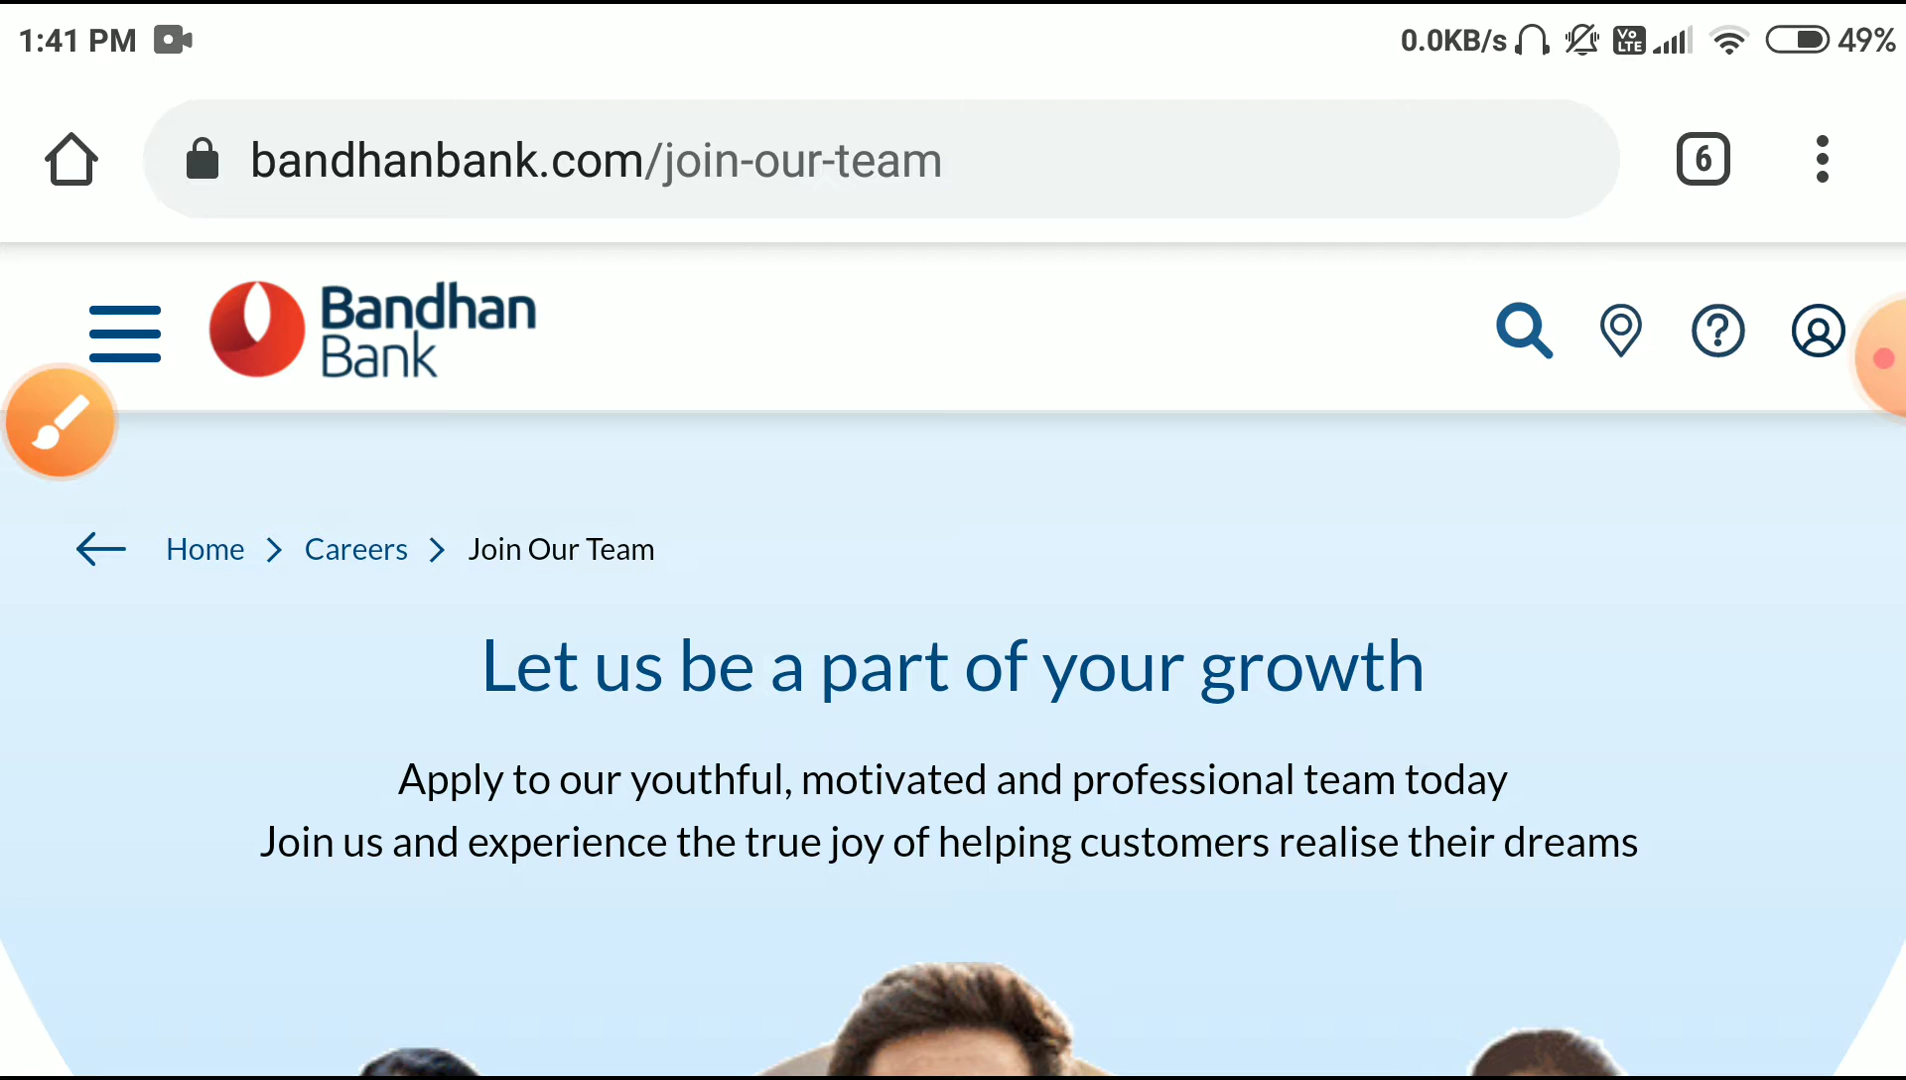 1:41 PM
0.0KB/s Vo LTE 49%
bandhanbank.com/join-our-team
6
Bandhan
Bank
?
Home > Careers > Join Our Team
Let us be a part of your growth
Apply to our youthful, motivated and professional team today
Join us and experience the true joy of helping customers realise their dreams